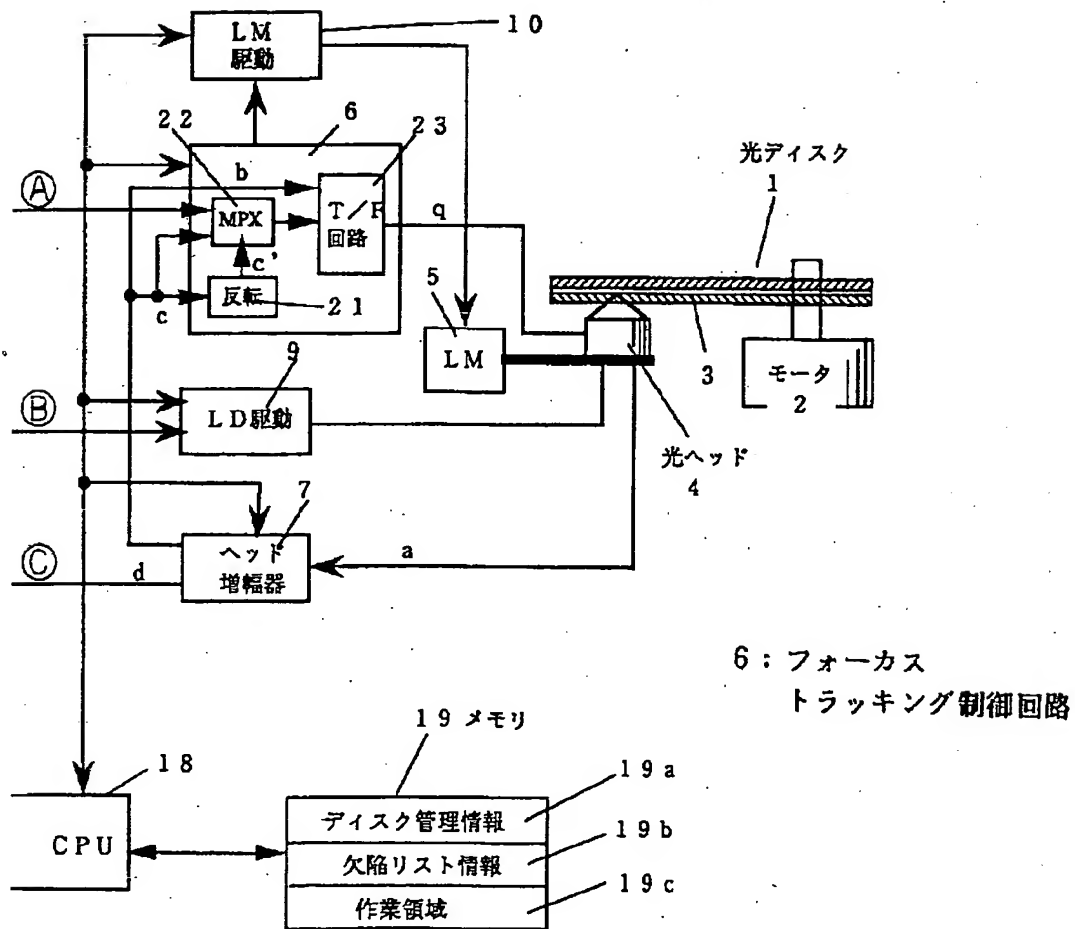 LM
駆動
10
22
6
23
b
A
MPX
T/F
回路
q
c'
c
反転
21
光ディスク
1
5
LM
3
モータ
2
9
B
LD駆動
光ヘッド
4
7
ヘッド
増幅器
a
C
d
6：フォーカス
トラッキング制御回路
19 メモリ
18
CPU
ディスク管理情報
19a
欠陥リスト情報
19b
作業領域
19c